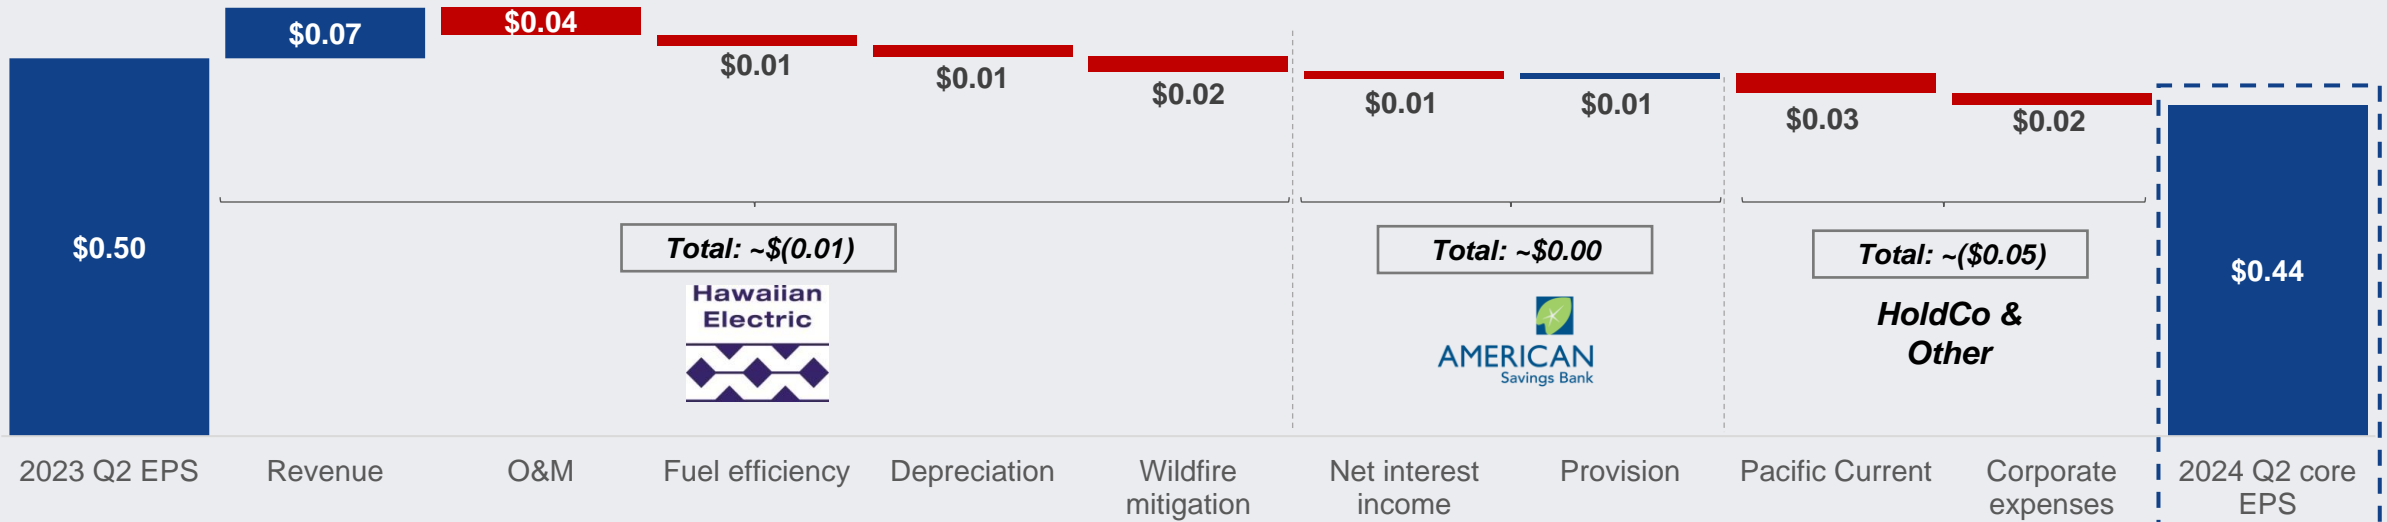 $0.07
$0.04
$0.01
$0.01
$0.02
$0.01
$0.01
$0.03
$0.02
$0.50
Total: ~$(0.01)
Total: ~$0.00
Total: ~($0.05)
$0.44
Hawaiian
Electric
AMERICAN
Savings Bank
HoldCo &
Other
2023 Q2 EPS
Revenue
O&M
Fuel efficiency
Depreciation
Wildfire
mitigation
Net interest
income
Provision
Pacific Current
Corporate
expenses
2024 Q2 core
EPS